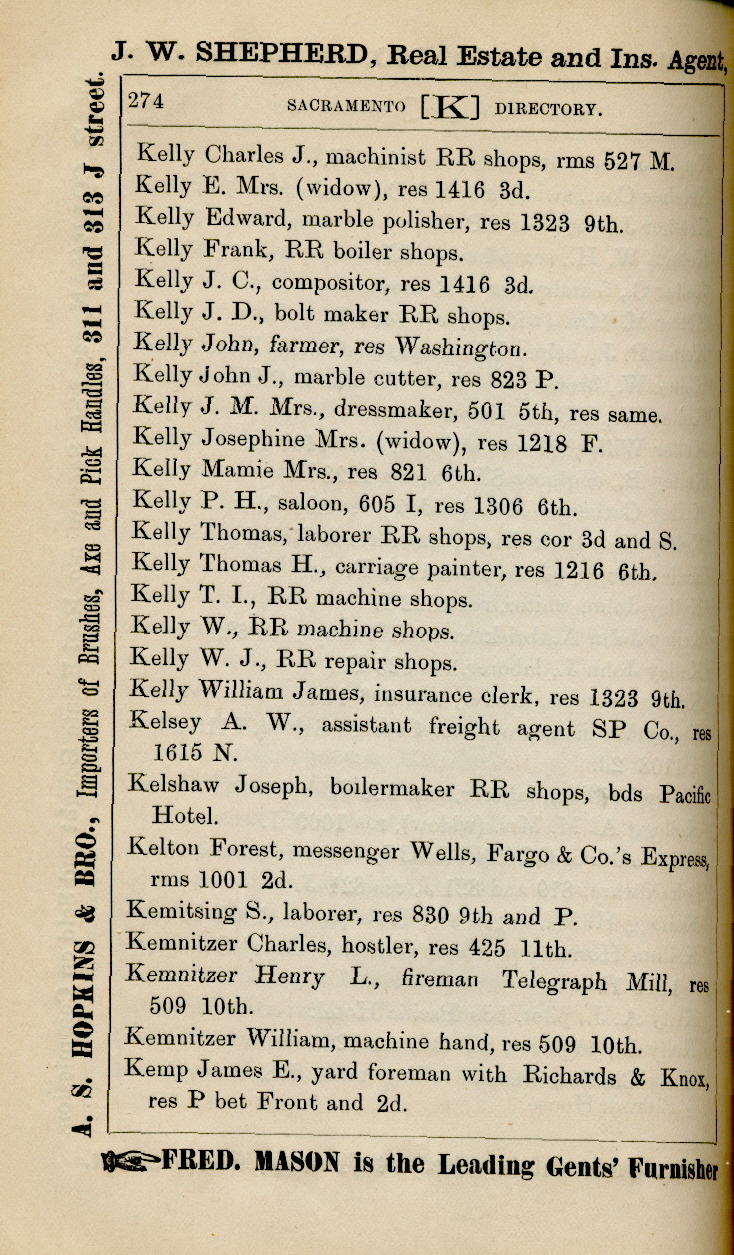 J. W. SHEPHERD, Real Estate and Ins. Agent,
274 SACRAMENTO [K] DIRECTORY.
Kelly Charles J., machinist RR shops, rms 527 M.
Kelly E. Mrs. (widow), res 1416 3d.
Kelly Edward, marble polisher, res 1323 9th.
Kelly Frank, RR boiler shops.
Kelly J. C., compositor, res 1416 3d.
Kelly J. D., bolt maker RR shops.
Kelly John, farmer, res Washington.
Kelly John J., marble cutter, res 823 P.
Kelly J. M. Mrs., dressmaker, 501 5th, res same.
Kelly Josephine Mrs. (widow), res 1218 F.
Kelly Mamie Mrs., res 821 6th.
Kelly P. H., saloon, 605 I, res 1306 6th.
Kelly Thomas, laborer RR shops, res cor 3d and S.
Kelly Thomas H., carriage painter, res 1216 6th.
Kelly T. I., RR machine shops.
Kelly W., RR machine shops.
Kelly W. J., RR repair shops.
Kelly William James, insurance clerk, res 1323 9th.
Kelsey A. W., assistant freight agent SP Co., res
1615 N.
Kelshaw Joseph, boilermaker RR shops, bds Pacific
Hotel.
Kelton Forest, messenger Wells, Fargo & Co.'s Express,
rms 1001 2d.
Kemitsing S., laborer, res 830 9th and P.
Kemnitzer Charles, hostler, res 425 11th.
Kemnitzer Henry L., fireman Telegraph Mill, res
509 10th.
Kemnitzer William, machine hand, res 509 10th.
Kemp James E., yard foreman with Richards & Knox,
res P bet Front and 2d.
FRED. MASON is the Leading Gents' Furnisher
A. S. HOPKINS & BRO., Importers of Brushes, Axe and Pick Handles, 311 and 313 J street.